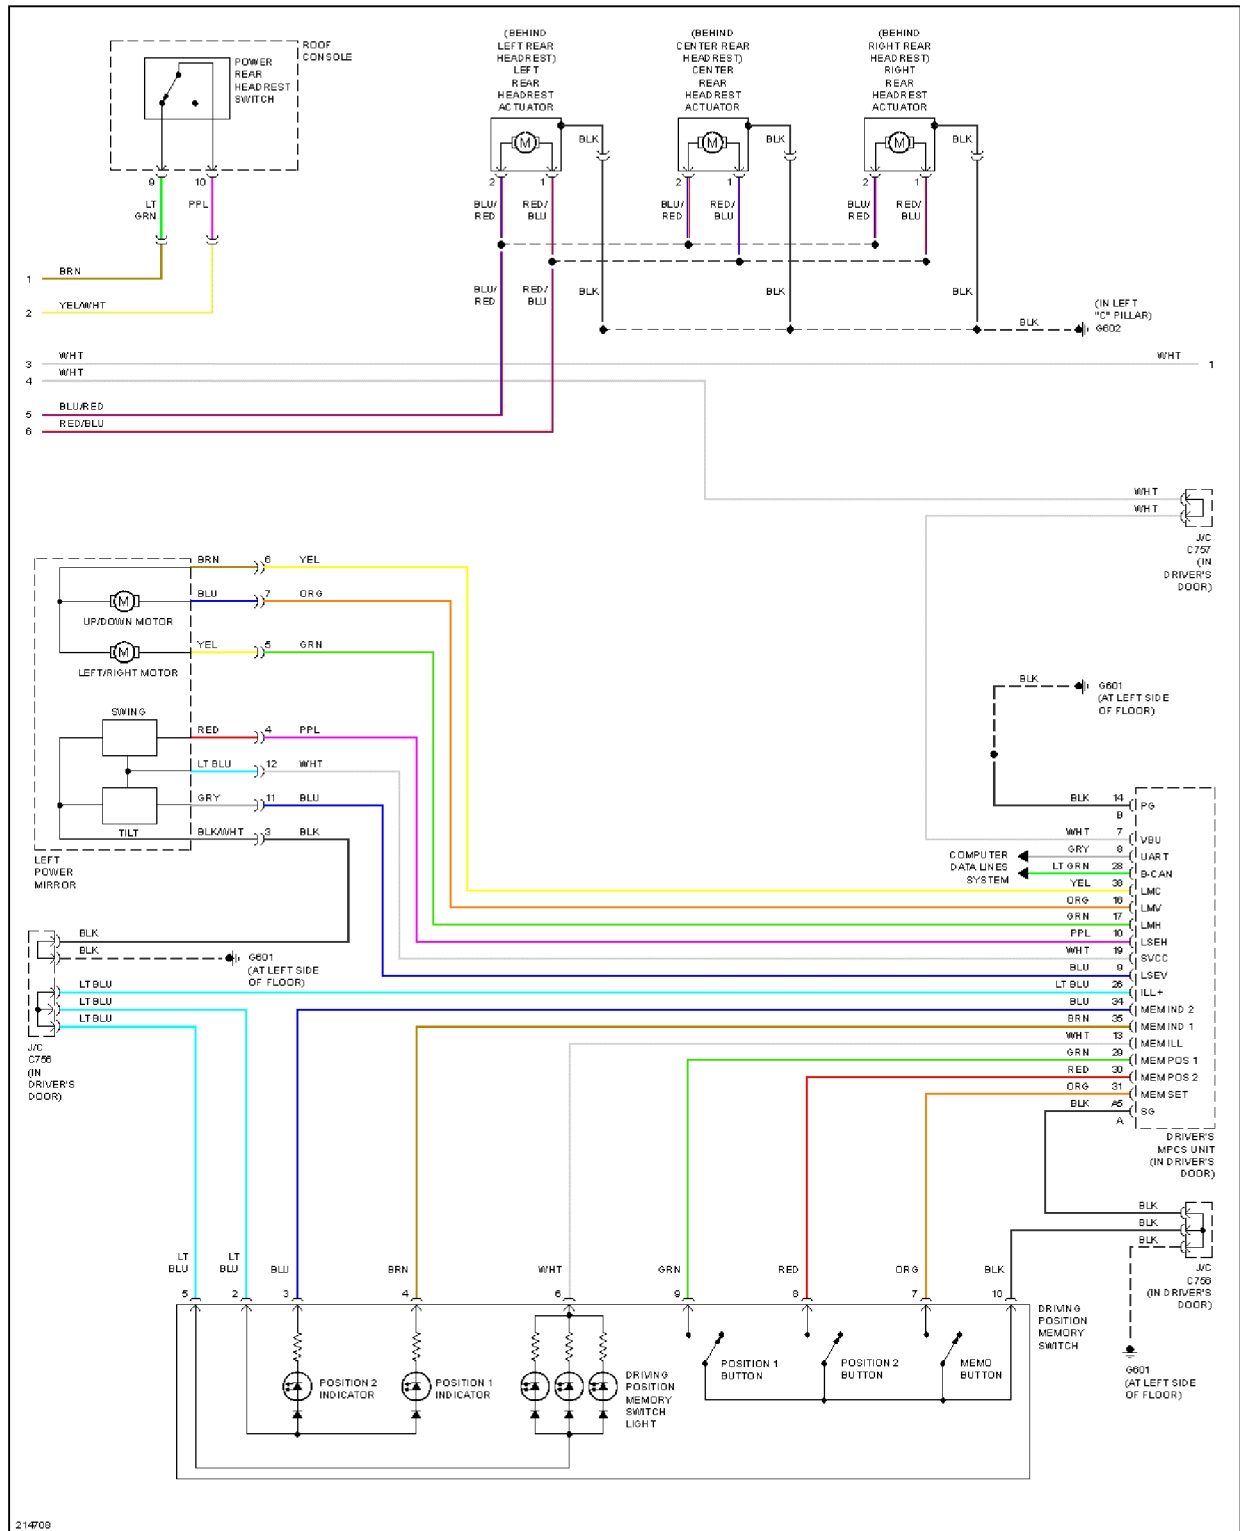 ROOF
CONSOLE
POWER
REAR
HEADREST
SWITCH
9 10
LT
GRN
PPL
1 BRN
2 YEL/WHT
3 WHT
4 WHT
5 BLU/RED
6 RED/BLU
WHT 1
(BEHIND
LEFT REAR
HEADREST)
LEFT
REAR
HEADREST
ACTUATOR
(BEHIND
CENTER REAR
HEADREST)
CENTER
REAR
HEADREST
ACTUATOR
(BEHIND
RIGHT REAR
HEADREST)
RIGHT
REAR
HEADREST
ACTUATOR
M BLK
M BLK
M BLK
2 1
2 1
2 1
BLU/
RED
RED/
BLU
BLU/
RED
RED/
BLU
BLU/
RED
RED/
BLU
BLU/
RED
RED/
BLU
BLK
BLK
BLK
BLK
(IN LEFT
"C" PILLAR)
G602
WHT
WHT
J/C
C757
(IN
DRIVER'S
DOOR)
BRN 6 YEL
M BLU 7 ORG
UP/DOWN MOTOR
M YEL 5 GRN
LEFT/RIGHT MOTOR
SWING
RED 4 PPL
LT BLU 12 WHT
GRY 11 BLU
TILT
BLK/WHT 3 BLK
LEFT
POWER
MIRROR
BLK
G601
(AT LEFT SIDE
OF FLOOR)
BLK 14 PG
B
WHT 7 VBU
GRY 8 UART
LT GRN 28 B-CAN
COMPUTER
DATA LINES
SYSTEM
YEL 38 LMC
ORG 16 LMV
GRN 17 LMH
PPL 10 LSEH
WHT 19 SVCC
BLU 9 LSEV
LT BLU 26 ILL+
BLU 34 MEM IND 2
BRN 35 MEM IND 1
WHT 13 MEM ILL
GRN 29 MEM POS 1
RED 30 MEM POS 2
ORG 31 MEM SET
BLK A5 SG
A
DRIVER'S
MPCS UNIT
(IN DRIVER'S
DOOR)
BLK
BLK
G601
(AT LEFT SIDE
OF FLOOR)
LT BLU
LT BLU
LT BLU
J/C
C756
(IN
DRIVER'S
DOOR)
BLK
BLK
BLK
J/C
C758
(IN DRIVER'S
DOOR)
G601
(AT LEFT SIDE
OF FLOOR)
LT
BLU
LT
BLU
BLU
BRN
WHT
GRN
RED
ORG
BLK
5 2 3 4 6 9 8 7 10
DRIVING
POSITION
MEMORY
SWITCH
POSITION 2
INDICATOR
POSITION 1
INDICATOR
DRIVING
POSITION
MEMORY
SWITCH
LIGHT
POSITION 1
BUTTON
POSITION 2
BUTTON
MEMO
BUTTON
214708